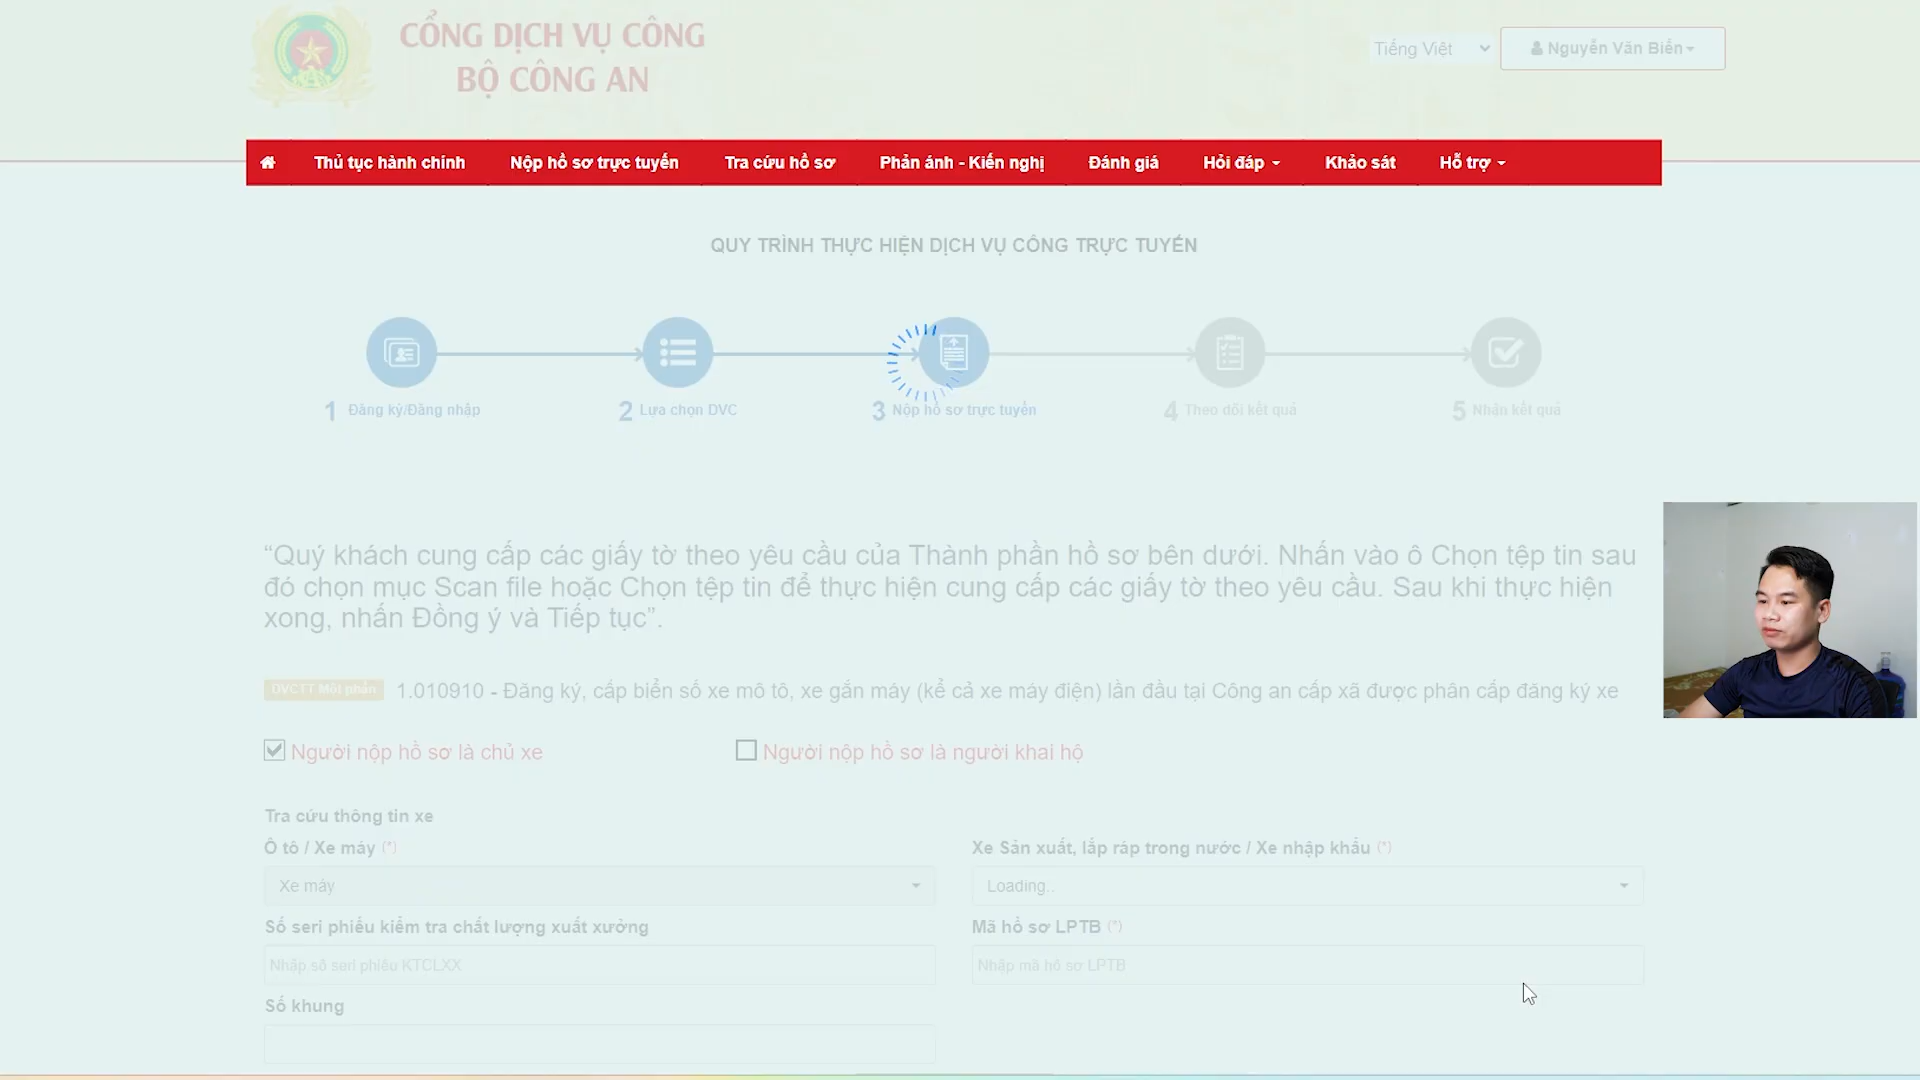 CỔNG DỊCH VỤ CÔNG
BỘ CÔNG AN
Tiếng Việt
Nguyễn Văn Biển
Thủ tục hành chính
Nộp hồ sơ trực tuyến
Tra cứu hồ sơ
Phản ánh - Kiến nghị
Đánh giá
Hỏi đáp
Khảo sát
Hỗ trợ
QUY TRÌNH THỰC HIỆN DỊCH VỤ CÔNG TRỰC TUYẾN
1 Đăng ký/Đăng nhập
2 Lựa chọn DVC
3 Nộp hồ sơ trực tuyến
4 Theo dõi kết quả
5 Nhận kết quả
“Quý khách cung cấp các giấy tờ theo yêu cầu của Thành phần hồ sơ bên dưới. Nhấn vào ô Chọn tệp tin sau
đó chọn mục Scan file hoặc Chọn tệp tin để thực hiện cung cấp các giấy tờ theo yêu cầu. Sau khi thực hiện
xong, nhấn Đồng ý và Tiếp tục”.
DVCTT Một phần 1.010910 - Đăng ký, cấp biển số xe mô tô, xe gắn máy (kể cả xe máy điện) lần đầu tại Công an cấp xã được phân cấp đăng ký xe
Người nộp hồ sơ là chủ xe
Người nộp hồ sơ là người khai hộ
Tra cứu thông tin xe
Ô tô / Xe máy (*)
Xe Sản xuất, lắp ráp trong nước / Xe nhập khẩu (*)
Xe máy
Loading..
Số seri phiếu kiểm tra chất lượng xuất xưởng
Mã hồ sơ LPTB (*)
Nhập số seri phiếu KTCLXX
Nhập mã hồ sơ LPTB
Số khung